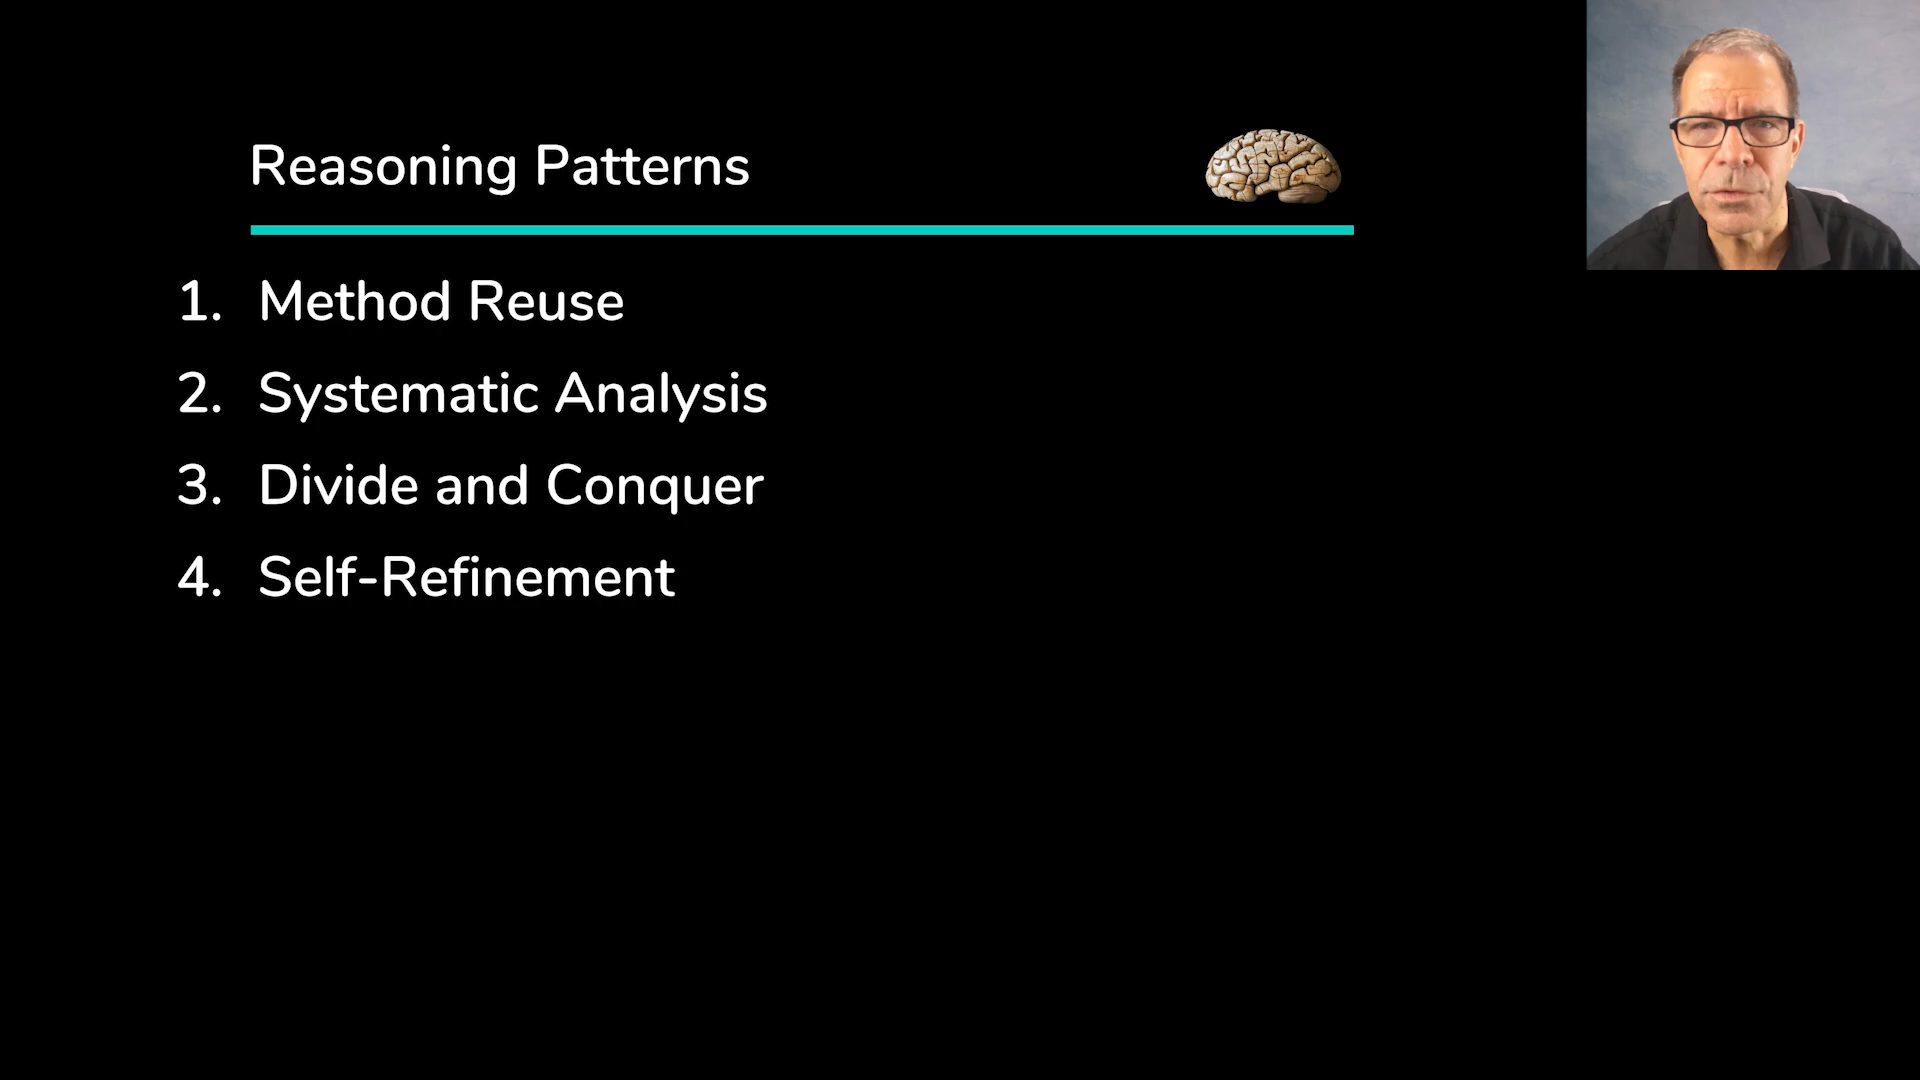 Reasoning Patterns
1. Method Reuse
2. Systematic Analysis
3. Divide and Conquer
4. Self-Refinement